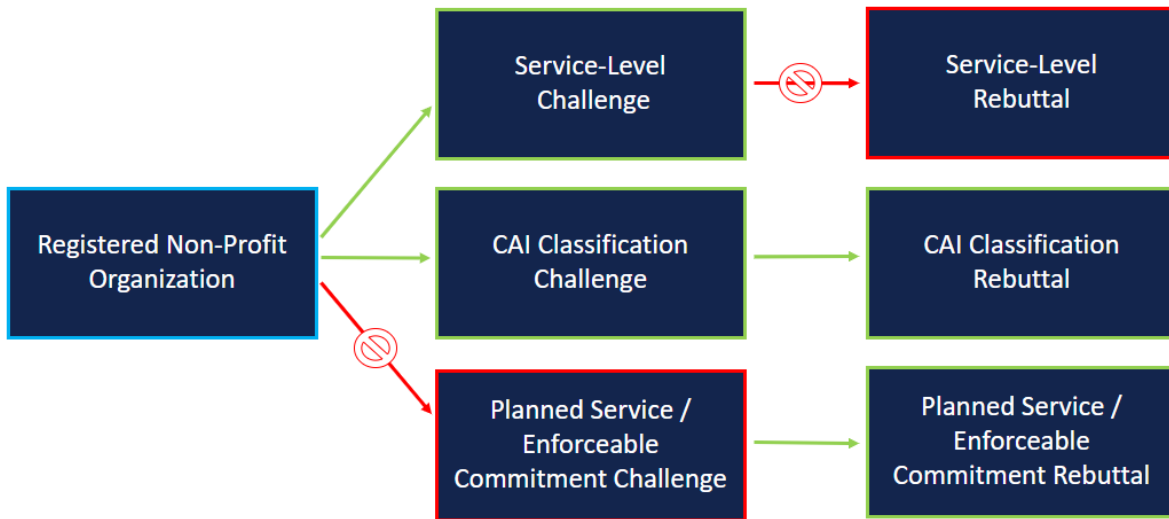 Service-Level
Challenge
Service-Level
Rebuttal
Registered Non-Profit
Organization
CAI Classification
Challenge
CAI Classification
Rebuttal
Planned Service /
Enforceable
Commitment Challenge
Planned Service /
Enforceable
Commitment Rebuttal